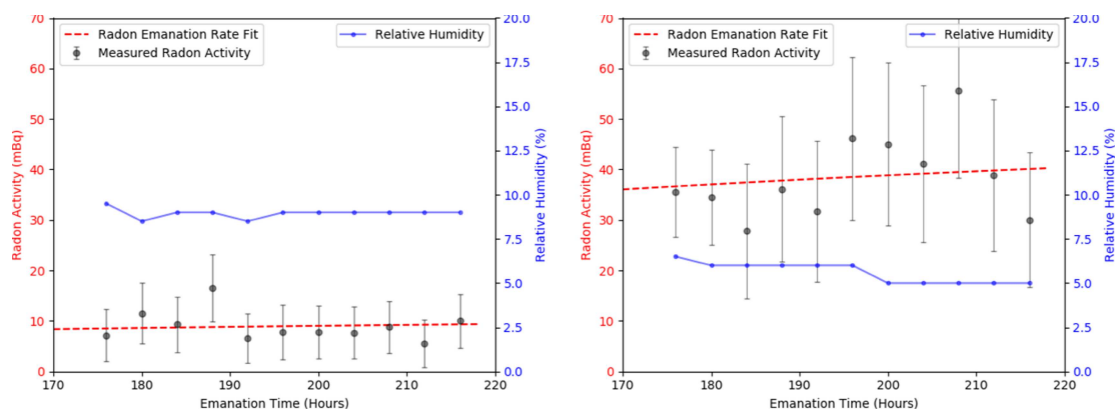 70
60
50
40
30
20
10
0
Radon Activity (mBq)
Radon Emanation Rate Fit
Measured Radon Activity
Relative Humidity
20.0
17.5
15.0
12.5
10.0
7.5
5.0
2.5
0.0
Relative Humidity (%)
170 180 190 200 210 220
Emanation Time (Hours)
70
60
50
40
30
20
10
0
Radon Activity (mBq)
Radon Emanation Rate Fit
Measured Radon Activity
Relative Humidity
20.0
17.5
15.0
12.5
10.0
7.5
5.0
2.5
0.0
Relative Humidity (%)
170 180 190 200 210 220
Emanation Time (Hours)